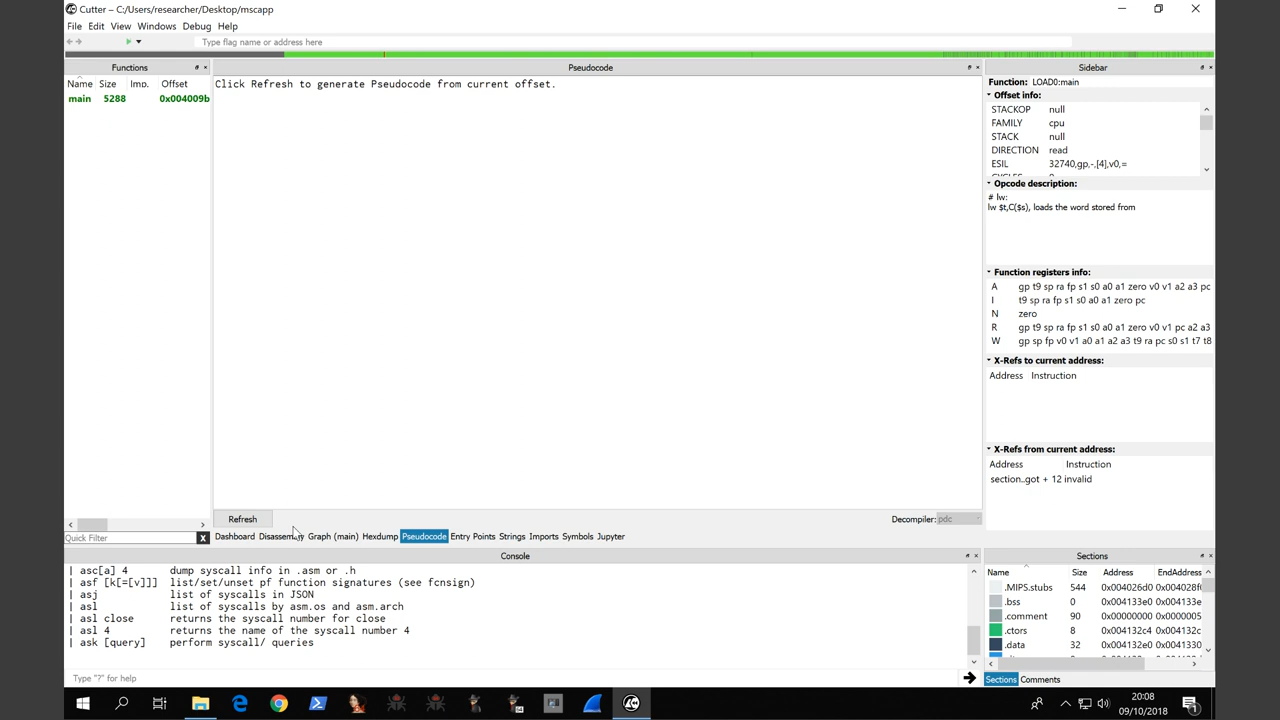 Cutter – C:/Users/researcher/Desktop/mscapp
File Edit View Windows Debug Help
Type flag name or address here
Functions
Name Size Imp. Offset
main 5288 0x004009b
Pseudocode
Click Refresh to generate Pseudocode from current offset.
Sidebar
Function: LOAD0:main
Offset info:
STACKOP null
FAMILY cpu
STACK null
DIRECTION read
ESIL 32740,gp,-,[4],v0,=
Opcode description:
# lw:
lw $t,C($s), loads the word stored from
Function registers info:
A gp t9 sp ra fp s1 s0 a0 a1 zero v0 v1 a2 a3 pc
I t9 sp ra fp s1 s0 a0 a1 zero pc
N zero
R gp t9 sp ra fp s1 s0 a0 a1 zero v0 v1 pc a2 a3
W gp sp fp v0 v1 a0 a1 a2 a3 t9 ra pc s0 s1 t7 t8
X-Refs to current address:
Address Instruction
X-Refs from current address:
Address Instruction
section..got + 12 invalid
Quick Filter X
Refresh
Decompiler: pdc
Dashboard Disassembly Graph (main) Hexdump Pseudocode Entry Points Strings Imports Symbols Jupyter
Console
| asc[a] 4 dump syscall info in .asm or .h
| asf [k[=[v]]] list/set/unset pf function signatures (see fcnsign)
| asj list of syscalls in JSON
| asl list of syscalls by asm.os and asm.arch
| asl close returns the syscall number for close
| asl 4 returns the name of the syscall number 4
| ask [query] perform syscall/ queries
Type "?" for help
Sections
Name Size Address EndAddress
.MIPS.stubs 544 0x004026d0 0x004028f0
.bss 0 0x004133e0 0x004133e
.comment 90 0x00000000 0x0000005
.ctors 8 0x004132c4 0x004132c
.data 32 0x004132e0 0x0041330
Sections Comments
20:08
09/10/2018
1